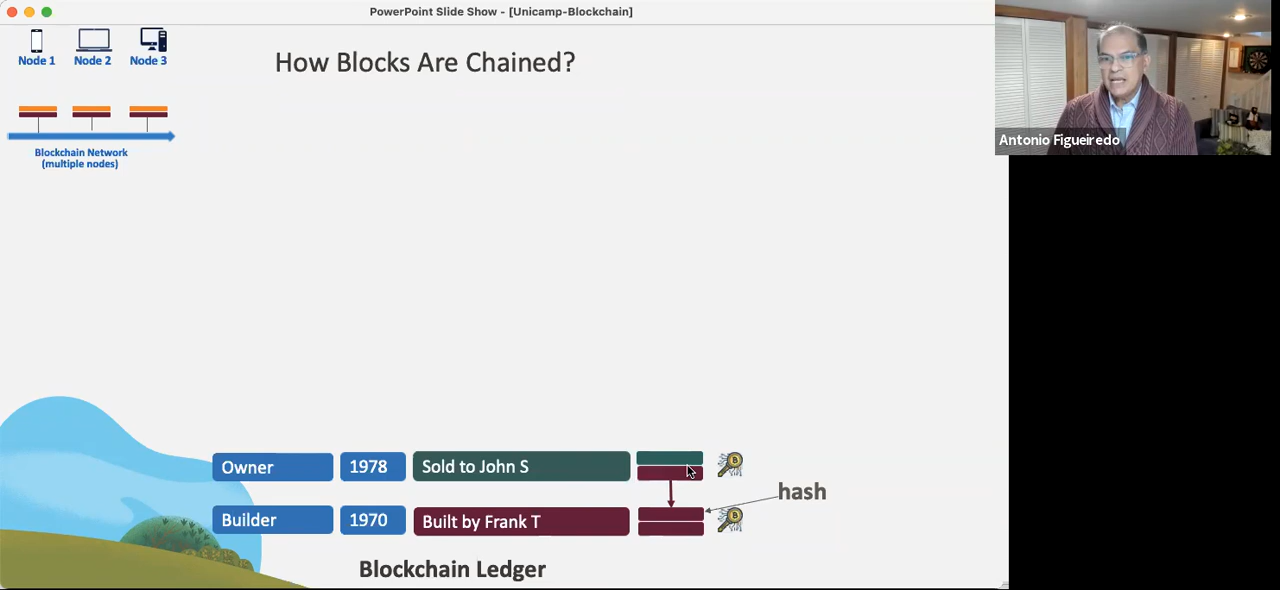 PowerPoint Slide Show - [Unicamp-Blockchain]
Node 1
Node 2
Node 3
How Blocks Are Chained?
Antonio Figueiredo
Blockchain Network
(multiple nodes)
Owner
1978
Sold to John S
hash
Builder
1970
Built by Frank T
Blockchain Ledger